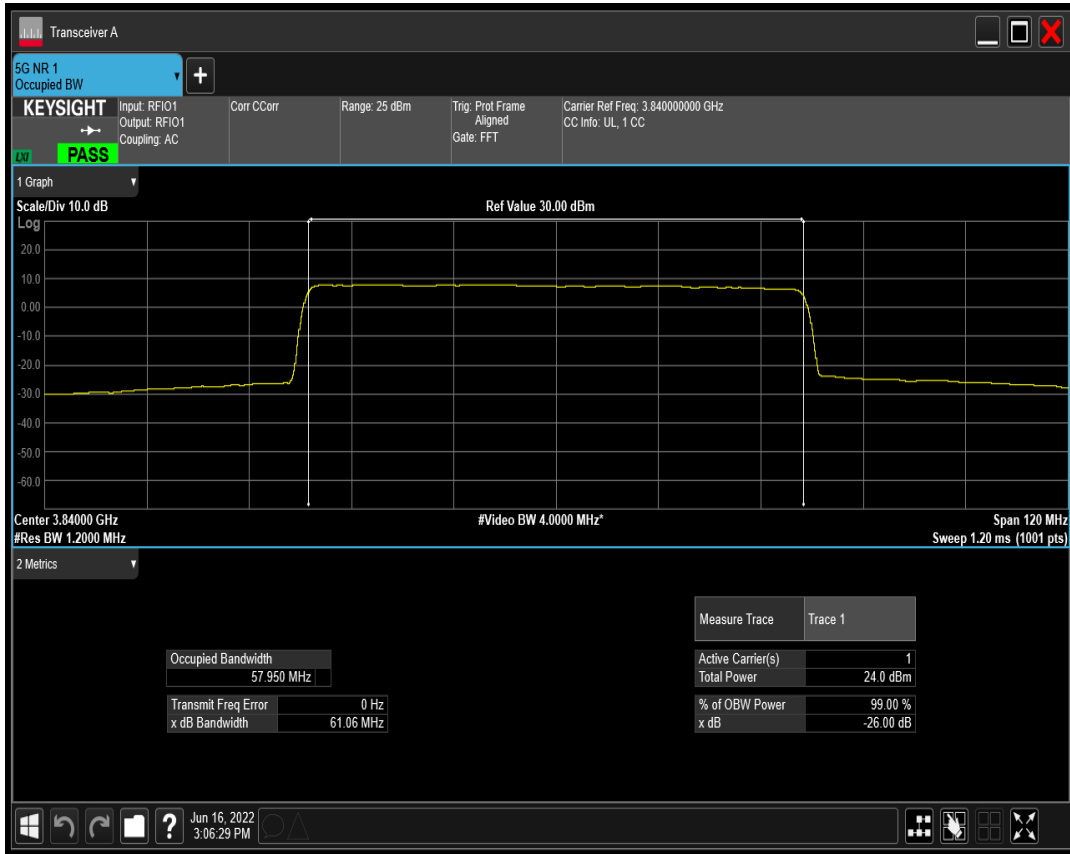 Transceiver A
5G NR 1
Occupied BW
+
KEYSIGHT
LXI
PASS
Input: RFIO1
Output: RFIO1
Coupling: AC
Corr CCorr
Range: 25 dBm
Trig: Prot Frame
Aligned
Gate: FFT
Carrier Ref Freq: 3.840000000 GHz
CC Info: UL, 1 CC
1 Graph
Scale/Div 10.0 dB
Ref Value 30.00 dBm
Log
20.0
10.0
0.00
-10.0
-20.0
-30.0
-40.0
-50.0
-60.0
Center 3.84000 GHz
#Video BW 4.0000 MHz*
Span 120 MHz
#Res BW 1.2000 MHz
Sweep 1.20 ms (1001 pts)
2 Metrics
Measure Trace Trace 1
Occupied Bandwidth
57.950 MHz
Active Carrier(s) 1
Total Power 24.0 dBm
Transmit Freq Error 0 Hz
x dB Bandwidth 61.06 MHz
% of OBW Power 99.00 %
x dB -26.00 dB
?
Jun 16, 2022
3:06:29 PM